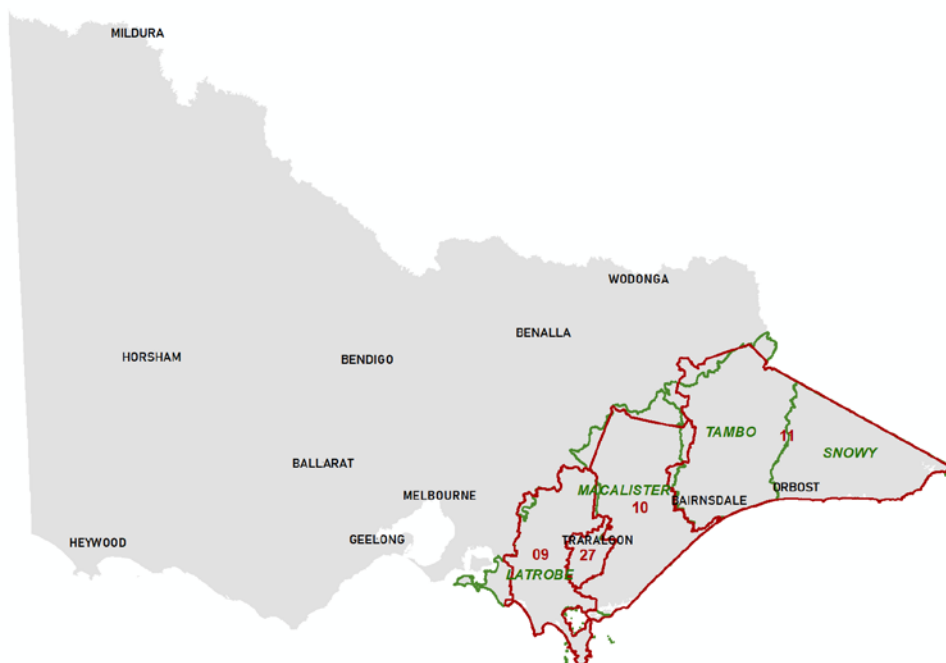 MILDURA
WODONGA
BENALLA
HORSHAM
BENDIGO
TAMBO
11
SNOWY
BALLARAT
MELBOURNE
MACALISTER
10
BAIRNSDALE
ORBOST
HEYWOOD
GEELONG
TRARALGON
09
27
LATROBE